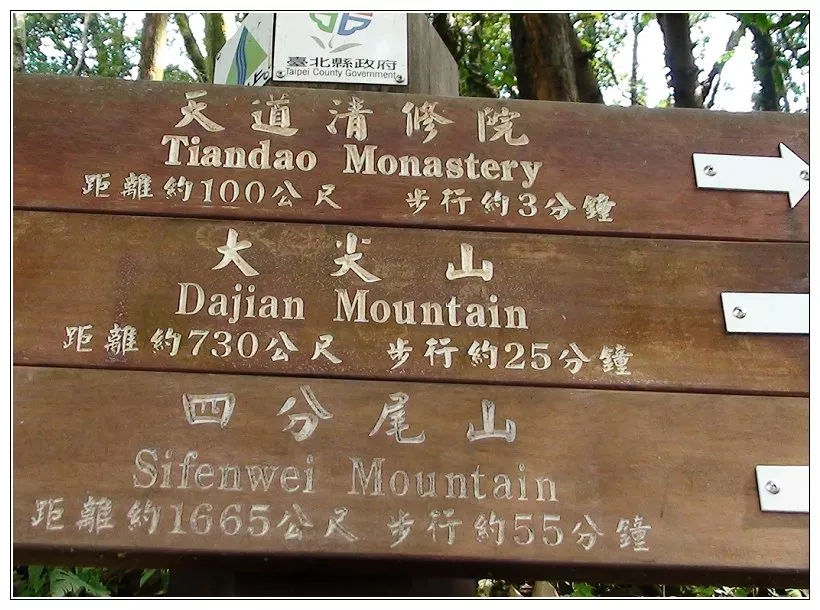 臺北縣政府
Taipei County Government
天道清修院
Tiandao Monastery
距離約100公尺 步行約3分鐘
大尖山
Dajian Mountain
距離約730公尺 步行約25分鐘
四分尾山
Sifenwei Mountain
距離約1665公尺 步行約55分鐘